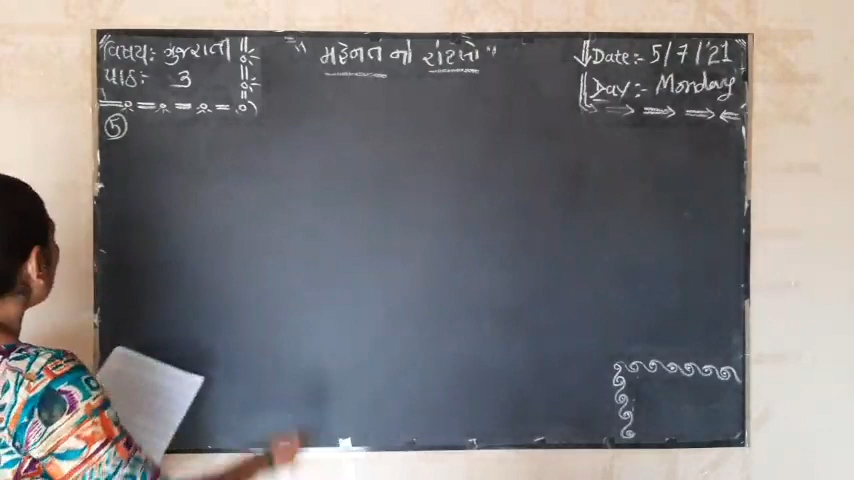 વિષય: ગુજરાતી
પાઠ: 3
"મહેનત નો રોટલો"
Date:- 5/7/21
Day:- Monday
5